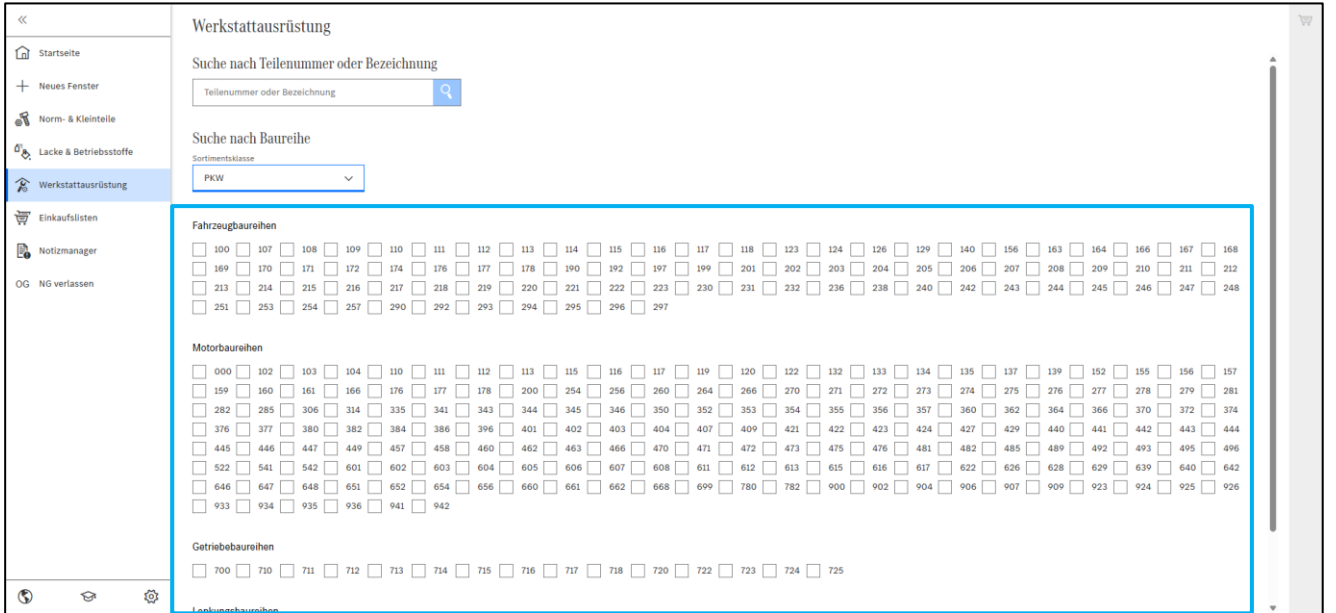 Startseite
Neues Fenster
Norm- & Kleinteile
Lacke & Betriebsstoffe
Werkstattausrüstung
Einkaufslisten
Notizmanager
OG NG verlassen
Werkstattausrüstung
Suche nach Teilenummer oder Bezeichnung
Teilenummer oder Bezeichnung
Suche nach Baureihe
Sortimentsklasse
PKW
Fahrzeugbaureihen
100 107 108 109 110 111 112 113 114 115 116 117 118 123 124 126 129 140 156 163 164 166 167 168
169 170 171 172 174 176 177 178 190 192 197 199 201 202 203 204 205 206 207 208 209 210 211 212
213 214 215 216 217 218 219 220 221 222 223 230 231 232 236 238 240 242 243 244 245 246 247 248
251 253 254 257 290 292 293 294 295 296 297
Motorbaureihen
000 102 103 104 110 111 112 113 115 116 117 119 120 122 132 133 134 135 137 139 152 155 156 157
159 160 161 166 176 177 178 200 254 256 260 264 266 270 271 272 273 274 275 276 277 278 279 281
282 285 306 314 335 341 343 344 345 346 350 352 353 354 355 356 357 360 362 364 366 370 372 374
376 377 380 382 384 386 396 401 402 403 404 407 409 421 422 423 424 427 429 440 441 442 443 444
445 446 447 449 457 458 460 462 463 466 470 471 472 473 475 476 481 482 485 489 492 493 495 496
522 541 542 601 602 603 604 605 606 607 608 611 612 613 615 616 617 622 626 628 629 639 640 642
646 647 648 651 652 654 656 660 661 662 668 699 780 782 900 902 904 906 907 909 923 924 925 926
933 934 935 936 941 942
Getriebebaureihen
700 710 711 712 713 714 715 716 717 718 720 722 723 724 725
Lenkungsbaureihen